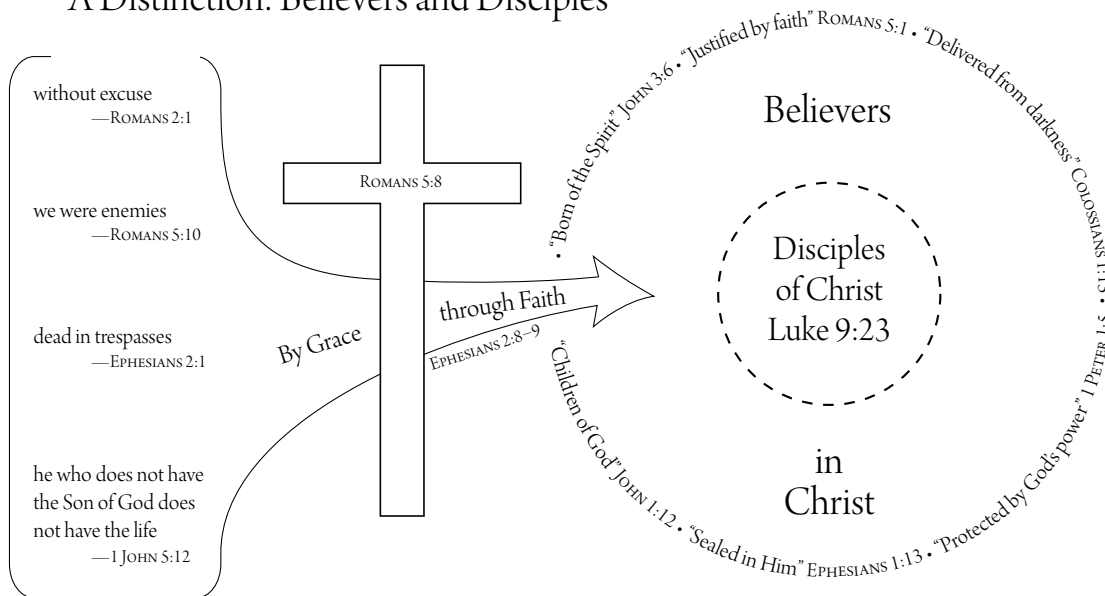 A Distinction: Believers and Disciples
without excuse
—Romans 2:1
we were enemies
—Romans 5:10
dead in trespasses
—Ephesians 2:1
he who does not have
the Son of God does
not have the life
—1 John 5:12
Romans 5:8
By Grace
through Faith
Ephesians 2:8–9
• “Born of the Spirit” John 3:6 • “Justified by faith” Romans 5:1 • “Delivered from darkness” Colossians 1:13 •
“Children of God” John 1:12 • “Sealed in Him” Ephesians 1:13 • “Protected by God’s power” 1 Peter 1:5
Believers
Disciples
of Christ
Luke 9:23
in
Christ